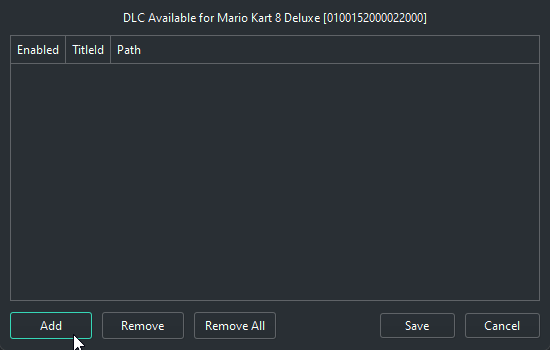 DLC Available for Mario Kart 8 Deluxe [0100152000022000]
Enabled TitleId Path
Add Remove Remove All Save Cancel